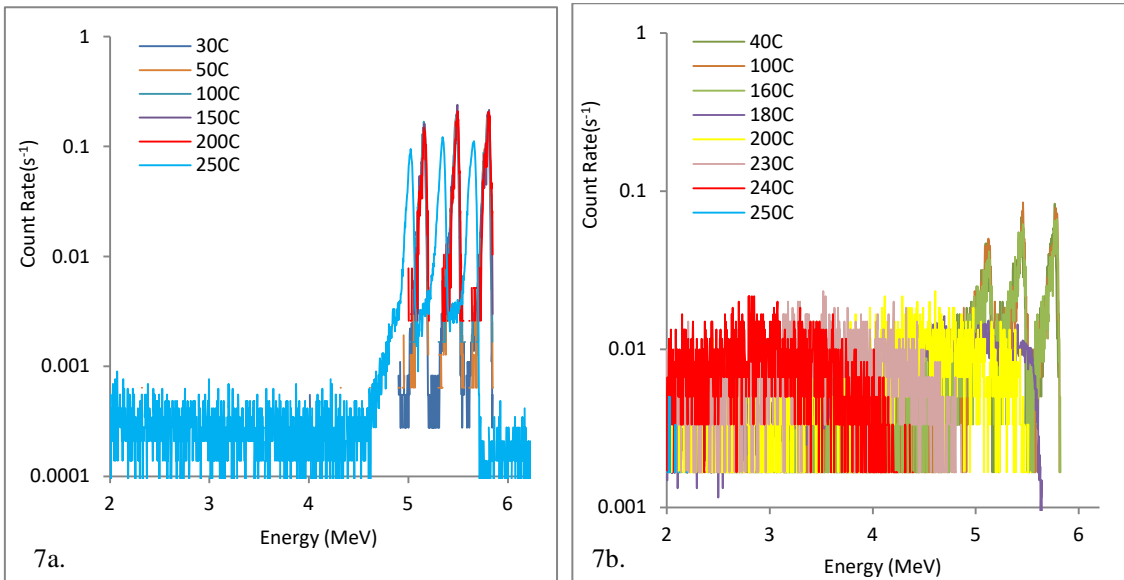 1
0.1
0.01
0.001
0.0001
Count Rate(s⁻¹)
30C
50C
100C
150C
200C
250C
2 3 4 5 6
Energy (MeV)
7a.
1
0.1
0.01
0.001
Count Rate(s⁻¹)
40C
100C
160C
180C
200C
230C
240C
250C
2 3 4 5 6
Energy (MeV)
7b.